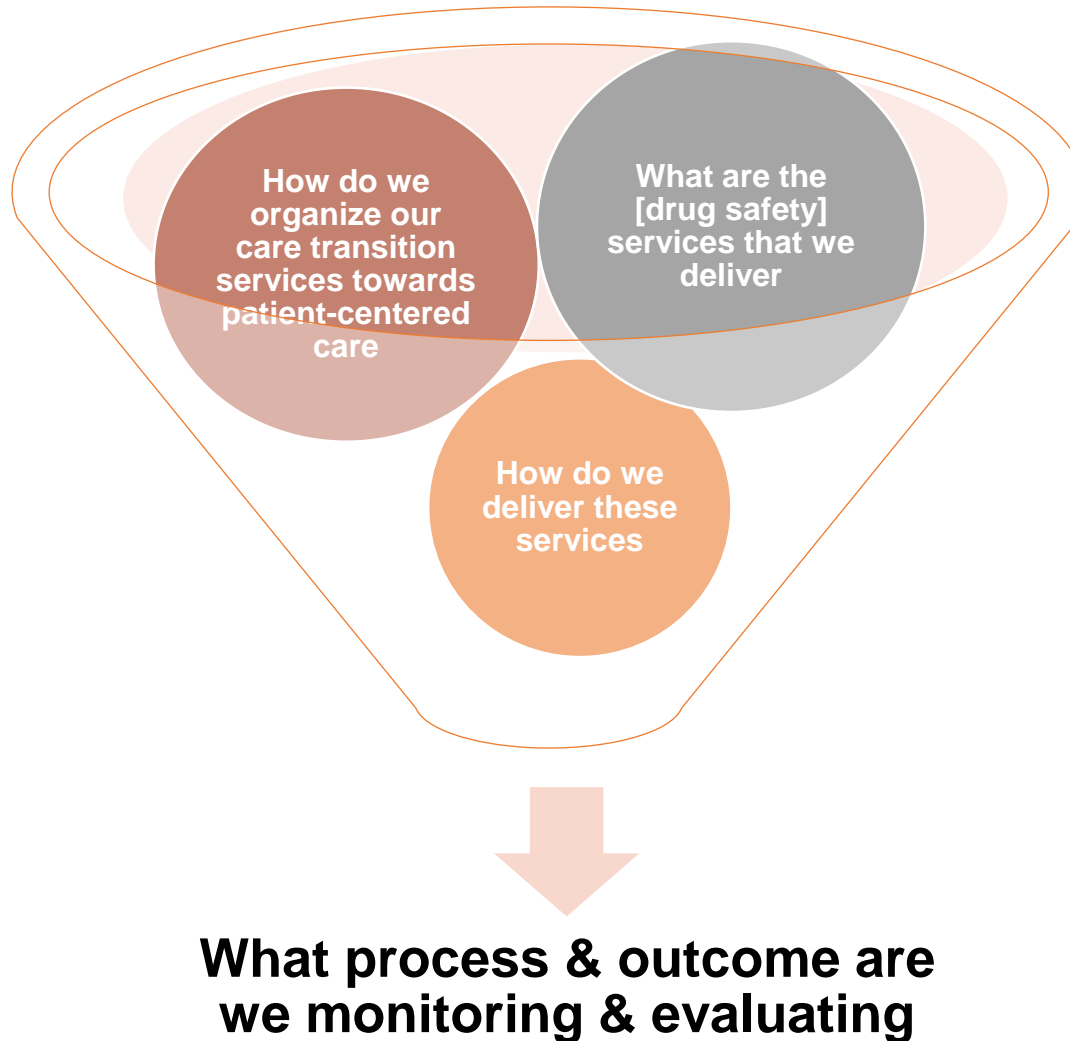 How do we
organize our
care transition
services towards
patient-centered
care
What are the
[drug safety]
services that we
deliver
How do we
deliver these
services
What process & outcome are
we monitoring & evaluating